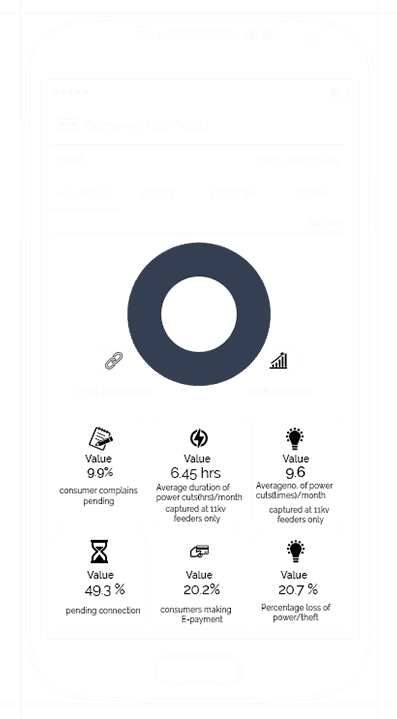 Value
9.9%
consumer complains
pending
Value
6.45 hrs
Average duration of
power cuts(hrs)/month
captured at 11kv
feeders only
Value
9.6
Averageno. of power
cuts(times)/month
captured at 11kv
feeders only
Value
49.3 %
pending connection
Value
20.2%
consumers making
E-payment
Value
20.7 %
Percentage loss of
power/theft